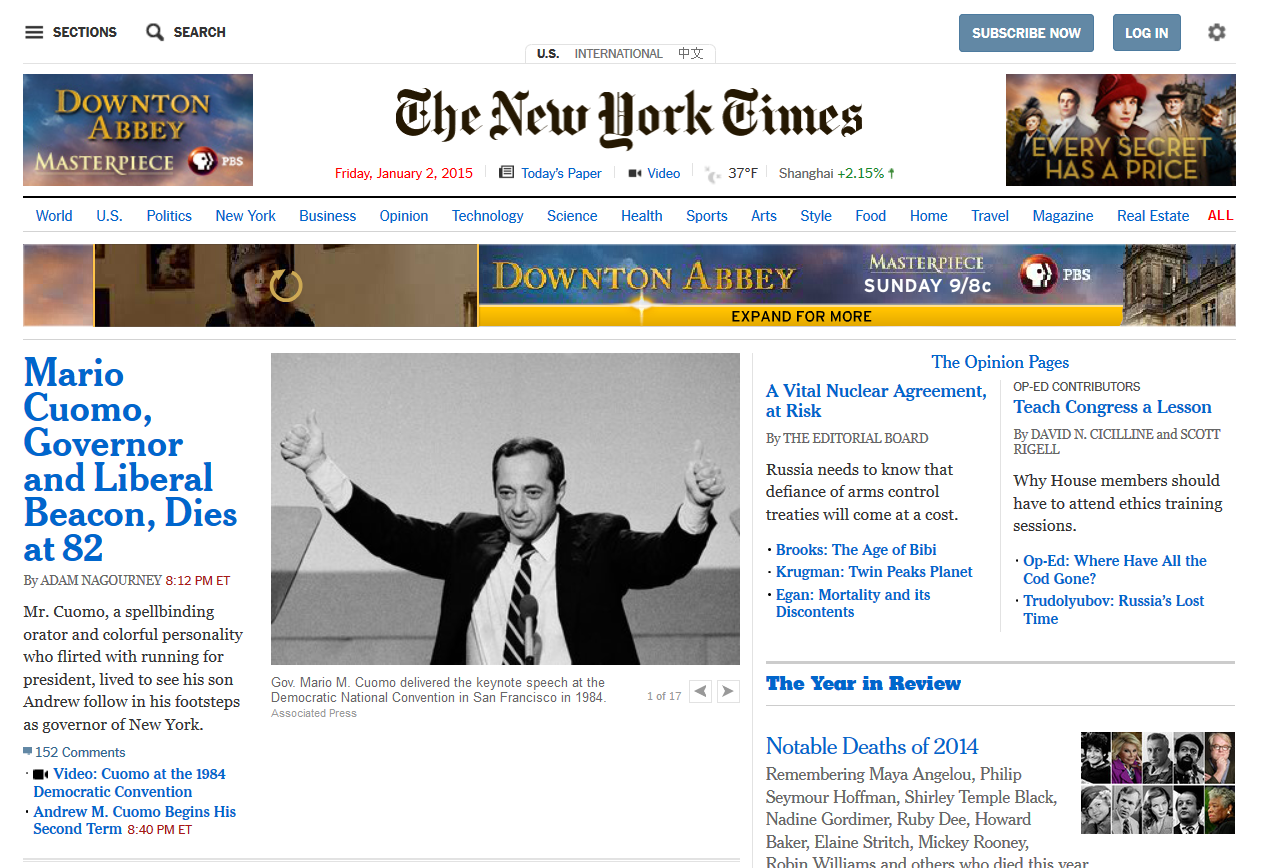 SECTIONS
SEARCH
SUBSCRIBE NOW
LOG IN
U.S. INTERNATIONAL 中文
DOWNTON
ABBEY
MASTERPIECE PBS
The New York Times
EVERY SECRET
HAS A PRICE
Friday, January 2, 2015
Today's Paper
Video
37°F
Shanghai +2.15%
World U.S. Politics New York Business Opinion Technology Science Health Sports Arts Style Food Home Travel Magazine Real Estate ALL
DOWNTON ABBEY
MASTERPIECE
SUNDAY 9/8c
PBS
EXPAND FOR MORE
Mario
Cuomo,
Governor
and Liberal
Beacon, Dies
at 82
By ADAM NAGOURNEY 8:12 PM ET
Mr. Cuomo, a spellbinding
orator and colorful personality
who flirted with running for
president, lived to see his son
Andrew follow in his footsteps
as governor of New York.
152 Comments
Video: Cuomo at the 1984
Democratic Convention
Andrew M. Cuomo Begins His
Second Term 8:40 PM ET
Gov. Mario M. Cuomo delivered the keynote speech at the
Democratic National Convention in San Francisco in 1984.
Associated Press
1 of 17
The Opinion Pages
A Vital Nuclear Agreement,
at Risk
By THE EDITORIAL BOARD
Russia needs to know that
defiance of arms control
treaties will come at a cost.
Brooks: The Age of Bibi
Krugman: Twin Peaks Planet
Egan: Mortality and its
Discontents
OP-ED CONTRIBUTORS
Teach Congress a Lesson
By DAVID N. CICILLINE and SCOTT
RIGELL
Why House members should
have to attend ethics training
sessions.
Op-Ed: Where Have All the
Cod Gone?
Trudolyubov: Russia's Lost
Time
The Year in Review
Notable Deaths of 2014
Remembering Maya Angelou, Philip
Seymour Hoffman, Shirley Temple Black,
Nadine Gordimer, Ruby Dee, Howard
Baker, Elaine Stritch, Mickey Rooney,
Robin Williams and others who died this year